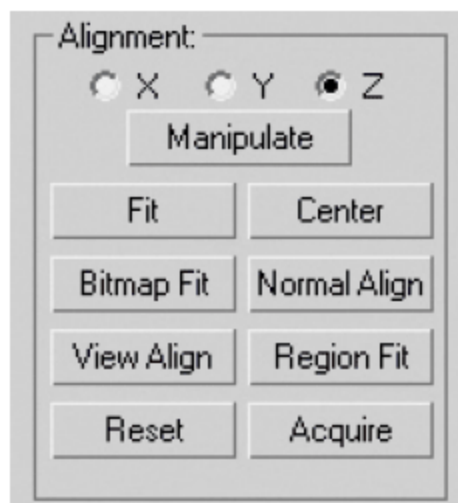 Alignment:
X Y Z
Manipulate
Fit Center
Bitmap Fit Normal Align
View Align Region Fit
Reset Acquire